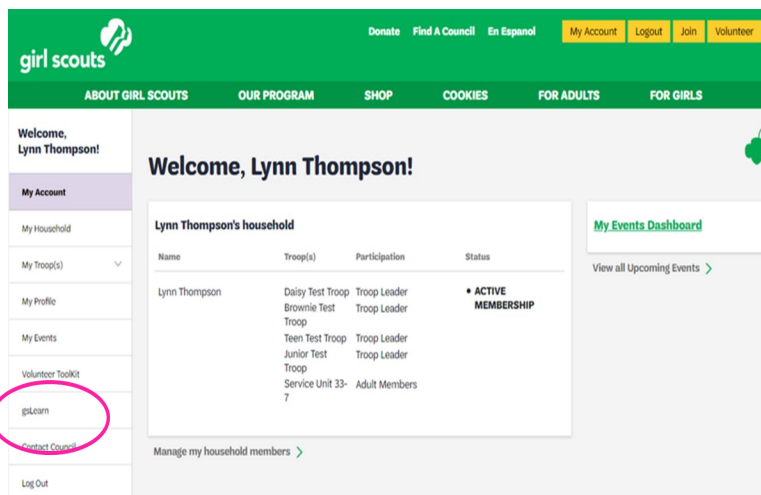 girl scouts
Donate Find A Council En Espanol My Account Logout Join Volunteer
ABOUT GIRL SCOUTS OUR PROGRAM SHOP COOKIES FOR ADULTS FOR GIRLS
Welcome,
Lynn Thompson!
My Account
My Household
My Troop(s)
My Profile
My Events
Volunteer ToolKit
gsLearn
Contact Council
Log Out
Welcome, Lynn Thompson!
Lynn Thompson's household
Name Troop(s) Participation Status
Lynn Thompson Daisy Test Troop Troop Leader • ACTIVE
Brownie Test Troop Leader MEMBERSHIP
Troop
Teen Test Troop Troop Leader
Junior Test Troop Leader
Troop
Service Unit 33- Adult Members
7
Manage my household members
My Events Dashboard
View all Upcoming Events